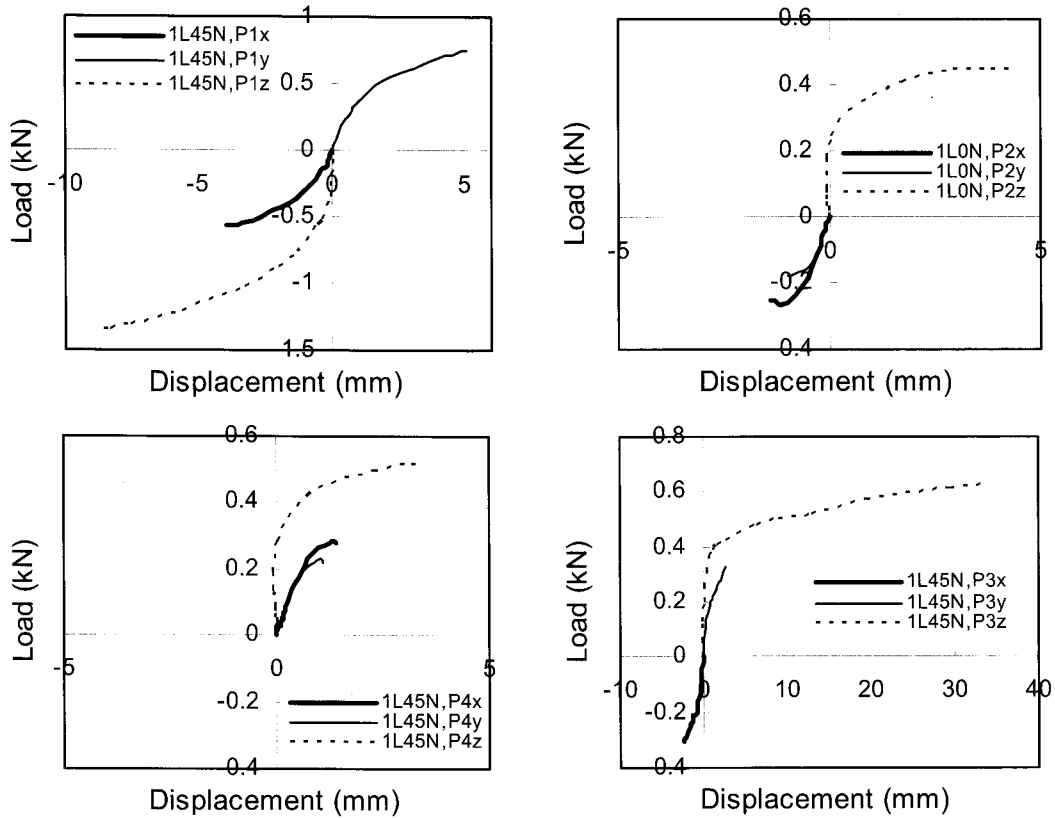 1
1L45N,P1x
1L45N,P1y
1L45N,P1z
0.5
0
-10
-5
0
5
-0.5
-1
1.5
Load (kN)
Displacement (mm)
0.6
0.4
0.2
1L0N,P2x
1L0N,P2y
1L0N,P2z
0
-5
0
5
-0.2
0.4
Load (kN)
Displacement (mm)
0.6
0.4
0.2
0
-5
0
5
-0.2
1L45N,P4x
1L45N,P4y
1L45N,P4z
0.4
Load (kN)
Displacement (mm)
0.8
0.6
0.4
1L45N,P3x
1L45N,P3y
1L45N,P3z
0.2
0
-10
0
10
20
30
40
-0.2
0.4
Load (kN)
Displacement (mm)